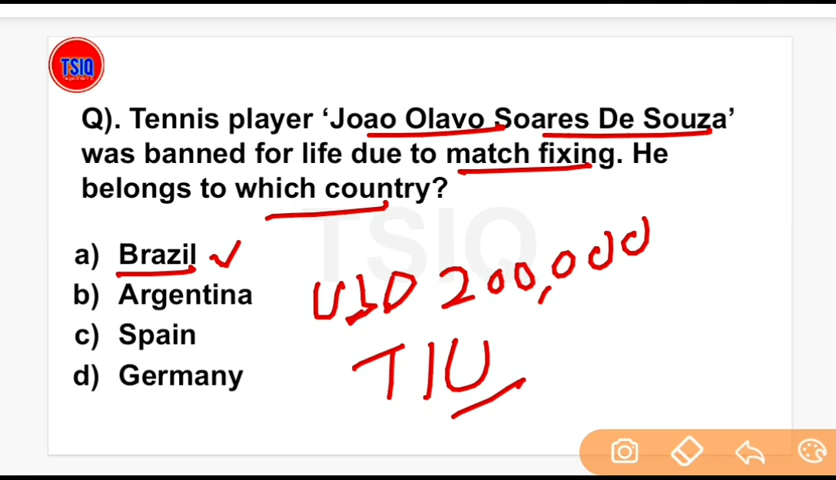 TSIQ
Q). Tennis player ‘Joao Olavo Soares De Souza’
was banned for life due to match fixing. He
belongs to which country?
TSIQ
a) Brazil ✓
b) Argentina
c) Spain
d) Germany
USD 200,000
TIU